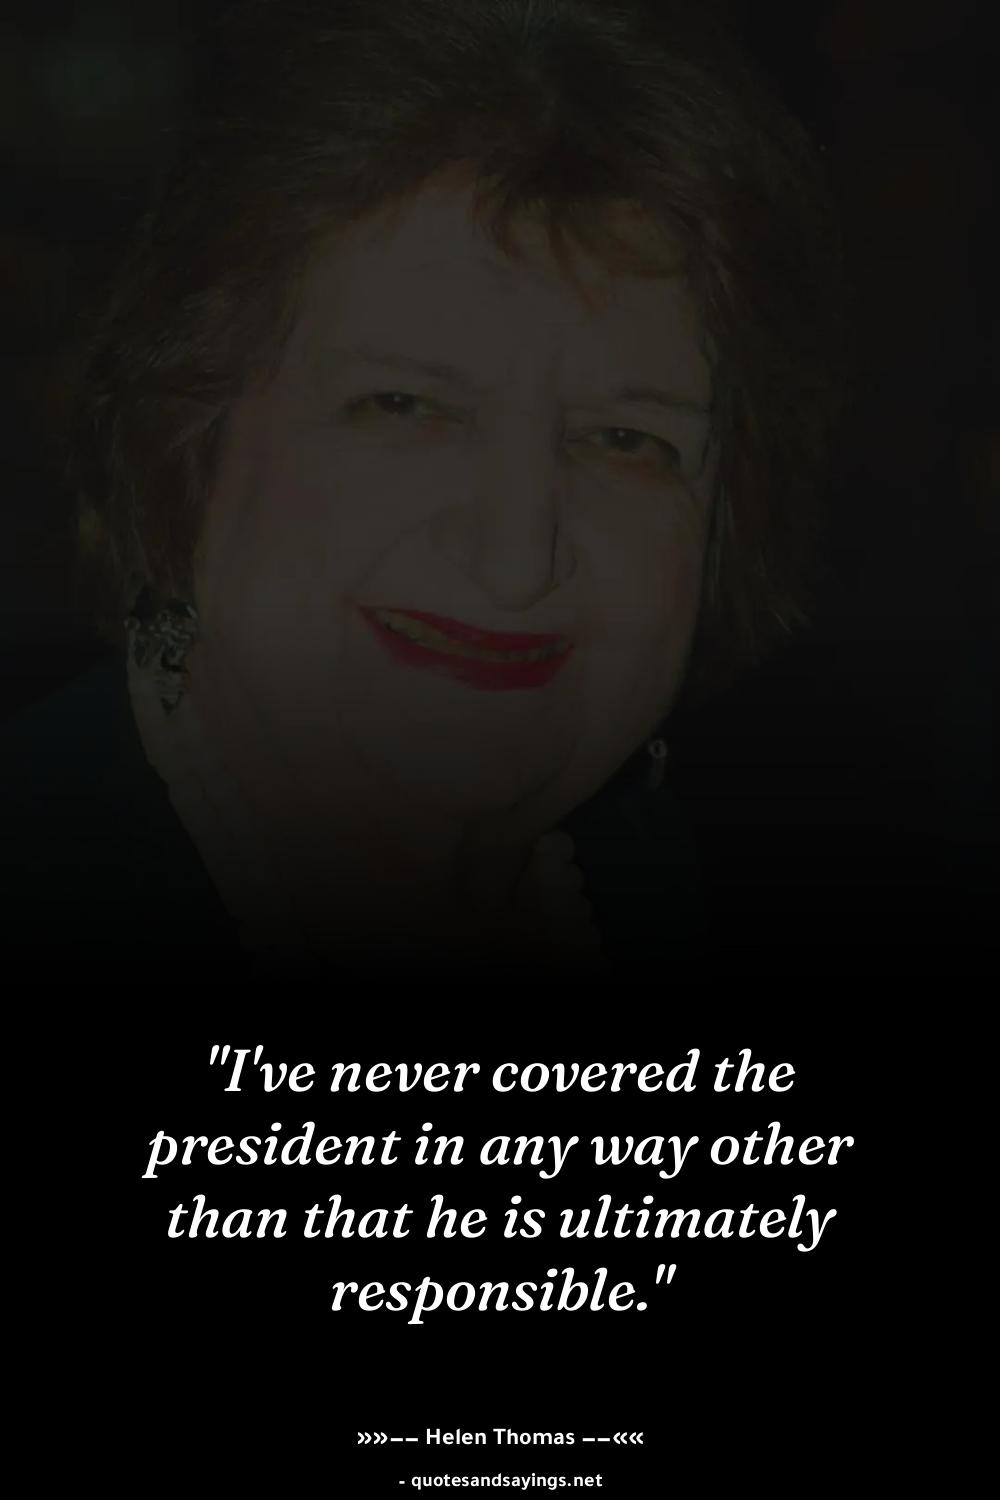 "I've never covered the
president in any way other
than that he is ultimately
responsible."
»»−− Helen Thomas −−««
- quotesandsayings.net